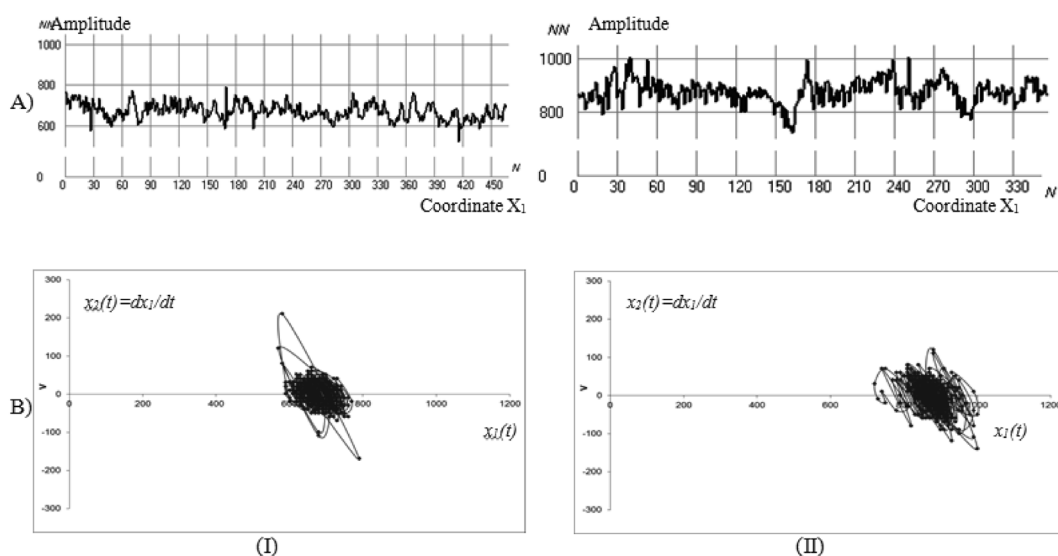 NN Amplitude
1000
800
A)
600
0
N
0 30 60 90 120 150 180 210 240 270 300 330 360 390 420 450
Coordinate X1
Amplitude
NN
1000
800
0
0 30 60 90 120 150 180 210 240 270 300 330
Coordinate X1 N
300
x2(t)=dx1/dt
200
100
B)
v
0
0 200 400 600 800 1000 1200
x1(t)
-100
-200
-300
(I)
300
x2(t)=dx1/dt
200
100
v
0
0 200 400 600 1000 1200
x1(t)
-100
-200
-300
(II)